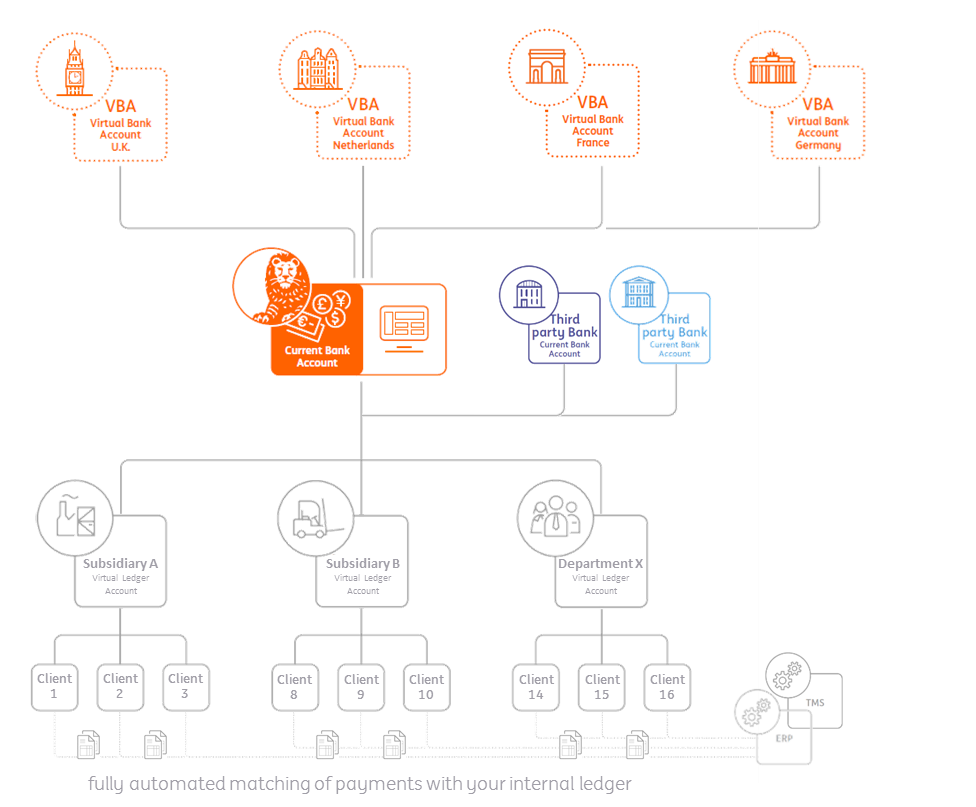 VBA
Virtual Bank
Account
U.K.
VBA
Virtual Bank
Account
Netherlands
VBA
Virtual Bank
Account
France
VBA
Virtual Bank
Account
Germany
£ ¥
€ $
Current Bank
Account
Third
party Bank
Current Bank
Account
Third
party Bank
Current Bank
Account
Subsidiary A
Virtual Ledger
Account
Subsidiary B
Virtual Ledger
Account
Department X
Virtual Ledger
Account
Client
1
Client
2
Client
3
Client
8
Client
9
Client
10
Client
14
Client
15
Client
16
TMS
ERP
fully automated matching of payments with your internal ledger